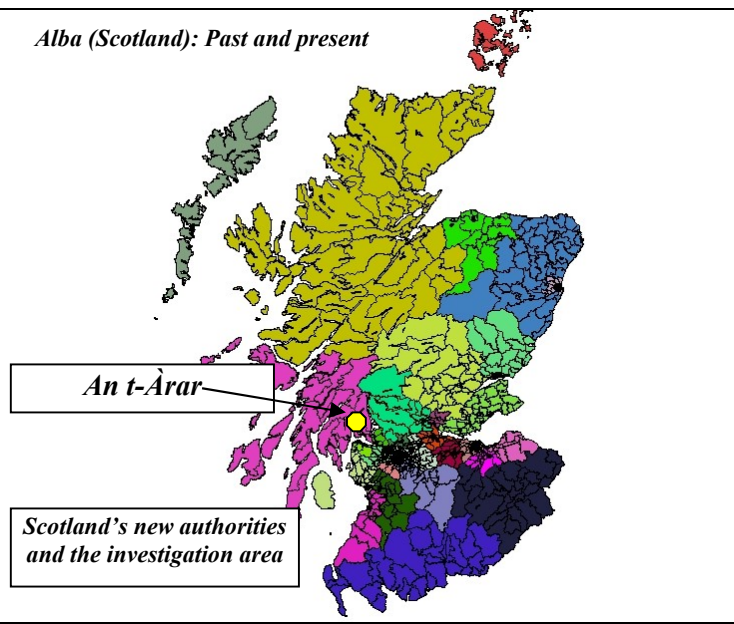 Alba (Scotland): Past and present
An t-Àrar
Scotland’s new authorities
and the investigation area